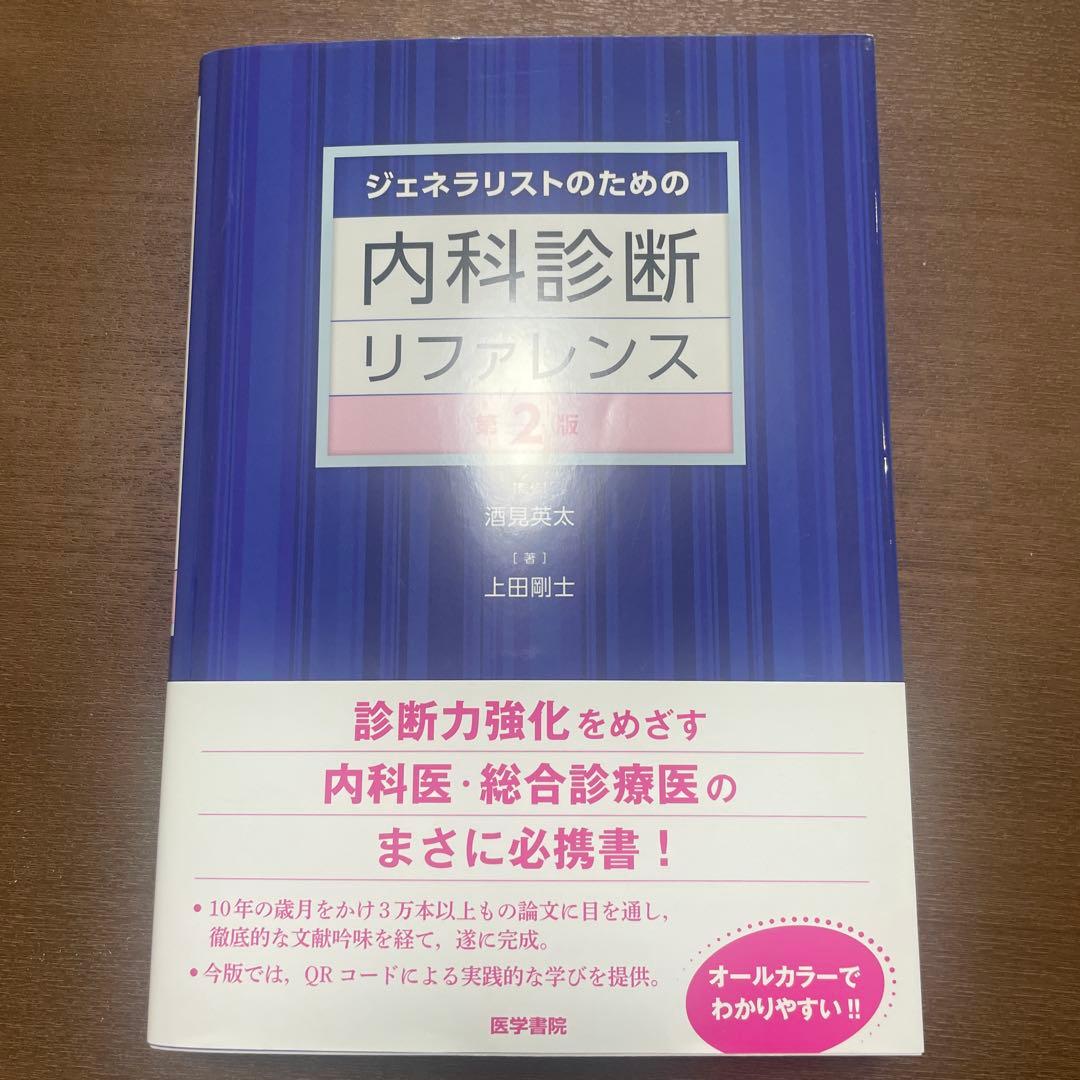 ジェネラリストのための
内科診断
リファレンス
第2版
酒見英太
[著]
上田剛士
診断力強化をめざす
内科医・総合診療医の
まさに必携書!
• 10年の歳月をかけ3万本以上もの論文に目を通し,
徹底的な文献吟味を経て,遂に完成。
• 今版では,QRコードによる実践的な学びを提供。
オールカラーで
わかりやすい!!
医学書院